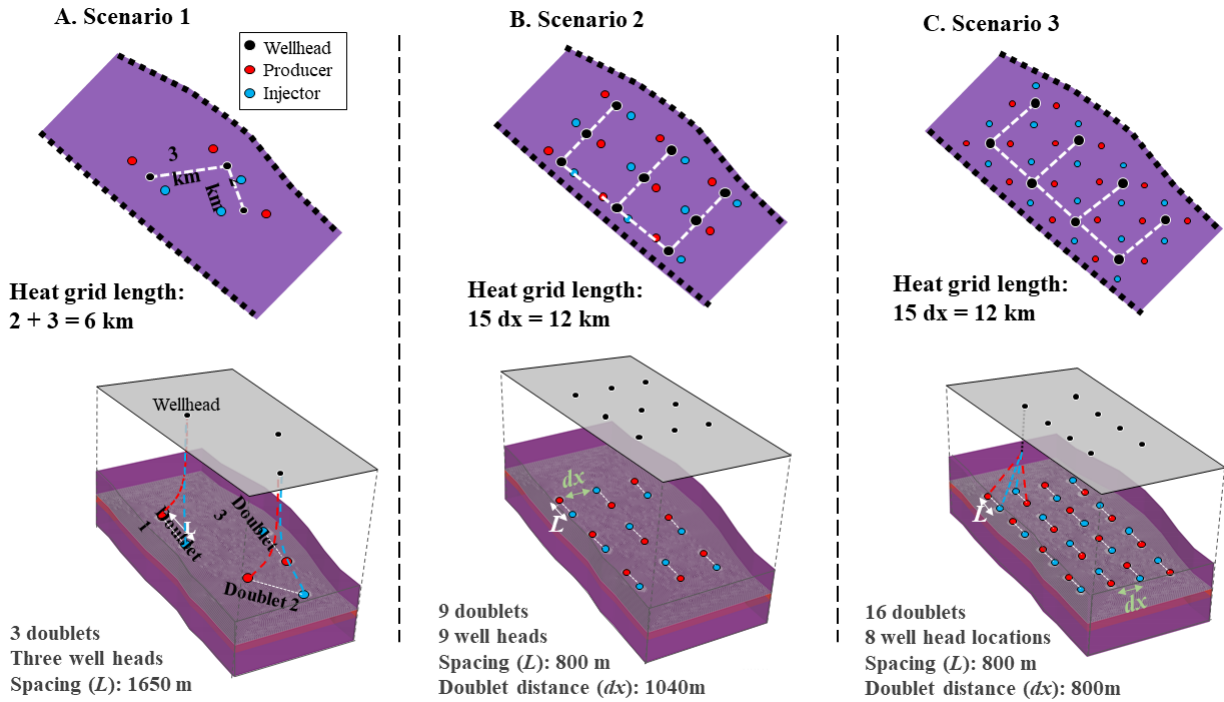 A. Scenario 1
Wellhead
Producer
Injector
3
km
km
Heat grid length:
2 + 3 = 6 km
Wellhead
L
1
Doublet
3
Doublet
Doublet 2
3 doublets
Three well heads
Spacing (L): 1650 m
B. Scenario 2
Heat grid length:
15 dx = 12 km
dx
L
9 doublets
9 well heads
Spacing (L): 800 m
Doublet distance (dx): 1040m
C. Scenario 3
Heat grid length:
15 dx = 12 km
L
dx
16 doublets
8 well head locations
Spacing (L): 800 m
Doublet distance (dx): 800m